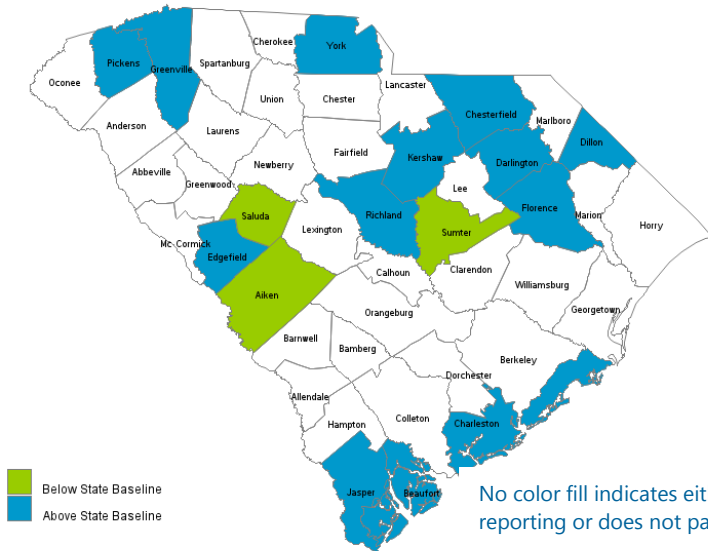 Cherokee
York
Pickens
Greenville
Spartanburg
Oconee
Union
Chester
Lancaster
Chesterfield
Marlboro
Dillon
Anderson
Laurens
Fairfield
Kershaw
Darlington
Abbeville
Newberry
Greenwood
Lee
Saluda
Richland
Florence
Marion
Horry
Mc Cormick
Lexington
Sumter
Edgefield
Calhoun
Clarendon
Williamsburg
Aiken
Orangeburg
Georgetown
Barnwell
Bamberg
Berkeley
Dorchester
Allendale
Colleton
Charleston
Hampton
Jasper
Beaufort
Below State Baseline
Above State Baseline
No color fill indicates
reporting or does not